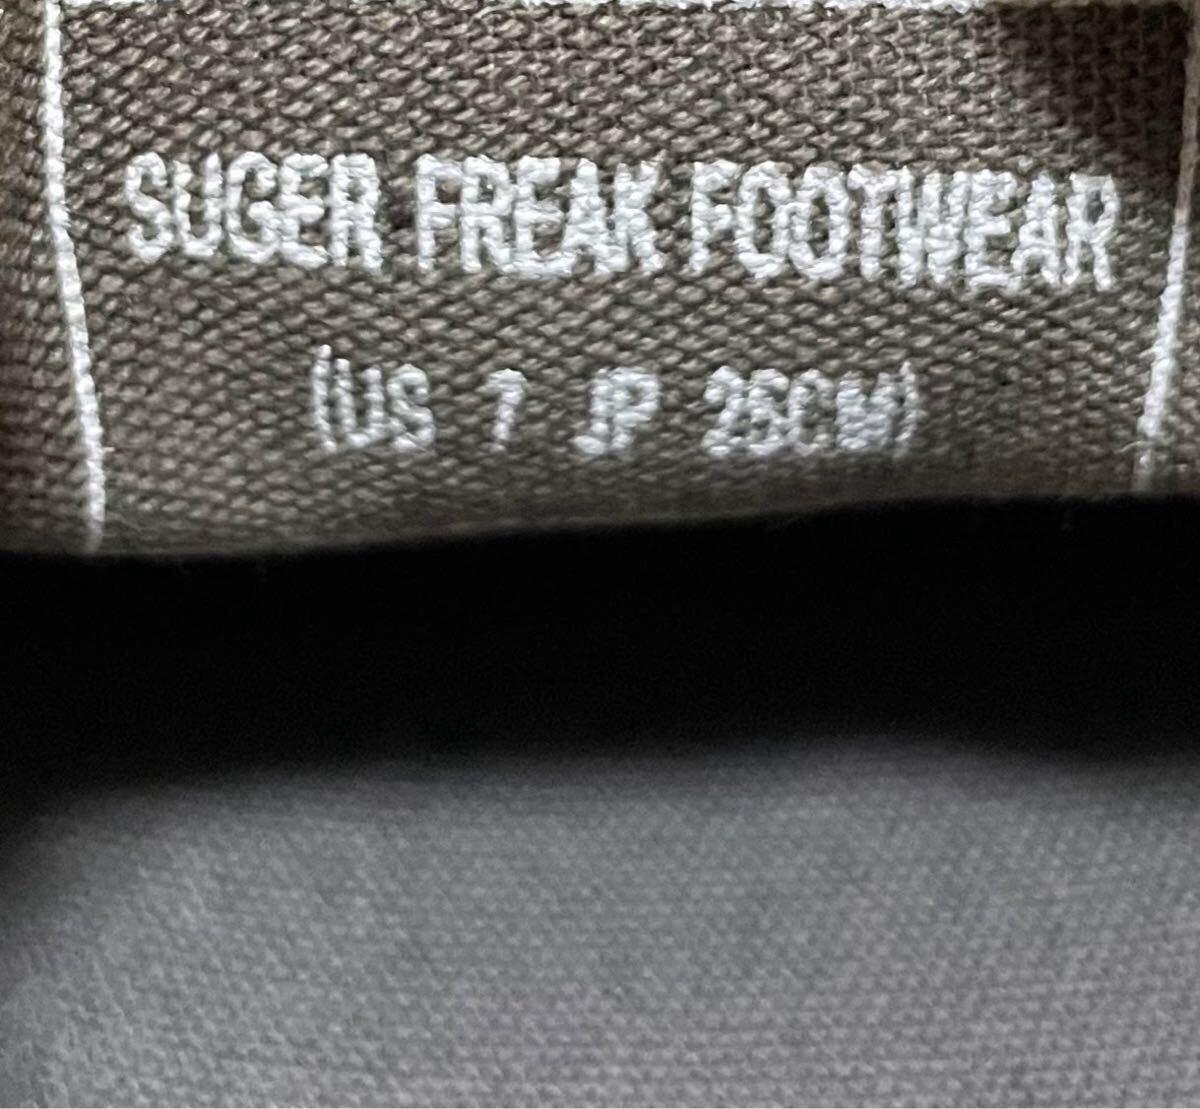 SUGER FREAK FOOTWEAR
(US 7 JP 25CM)